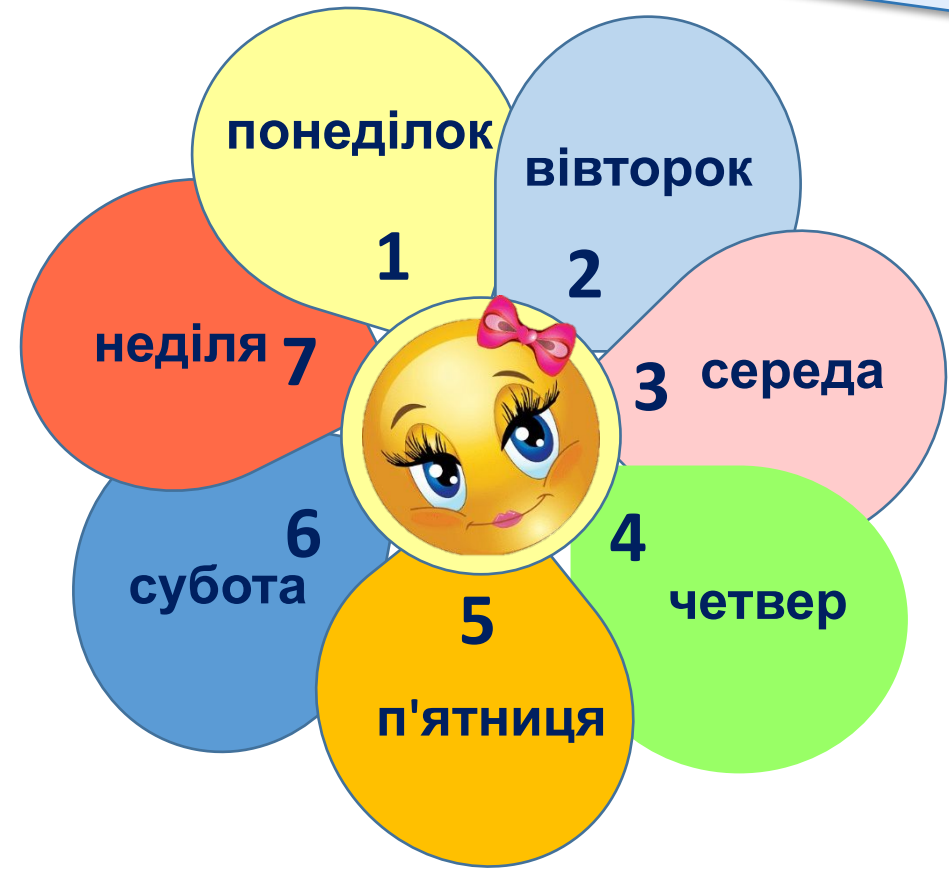 понеділок
1
вівторок
2
3 середа
4
четвер
5
п'ятниця
6
субота
неділя 7